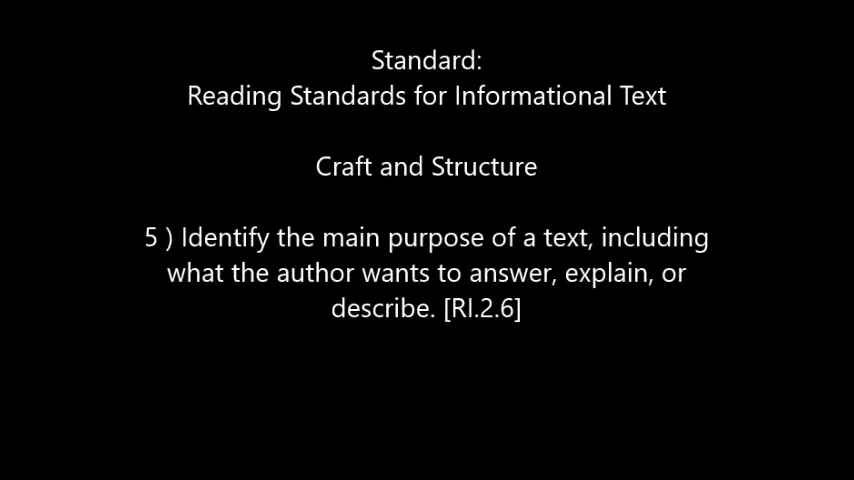 Standard:
Reading Standards for Informational Text
Craft and Structure
5 ) Identify the main purpose of a text, including
what the author wants to answer, explain, or
describe. [RI.2.6]